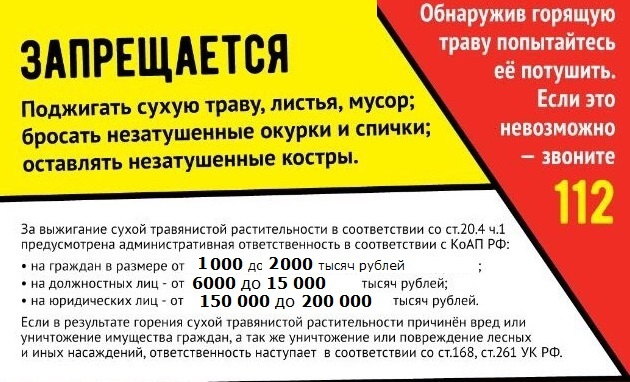 ЗАПРЕЩАЕТСЯ
Поджигать сухую траву, листья, мусор;
бросать незатушенные окурки и спички;
оставлять незатушенные костры.
Обнаружив горящую
траву попытайтесь
её потушить.
Если это
невозможно
— звоните
112
За выжигание сухой травянистой растительности в соответствии со ст.20.4 ч.1
предусмотрена административная ответственность в соответствии с КоАП РФ:
• на граждан в размере от 1000 до 2000 тысяч рублей ;
• на должностных лиц - от 6000 до 15 000 тысяч рублей;
• на юридических лиц - от 150 000 до 200 000 тысяч рублей.
Если в результате горения сухой травянистой растительности причинён вред или
уничтожение имущества граждан, а так же уничтожение или повреждение лесных
и иных насаждений, ответственность наступает в соответствии со ст.168, ст.261 УК РФ.